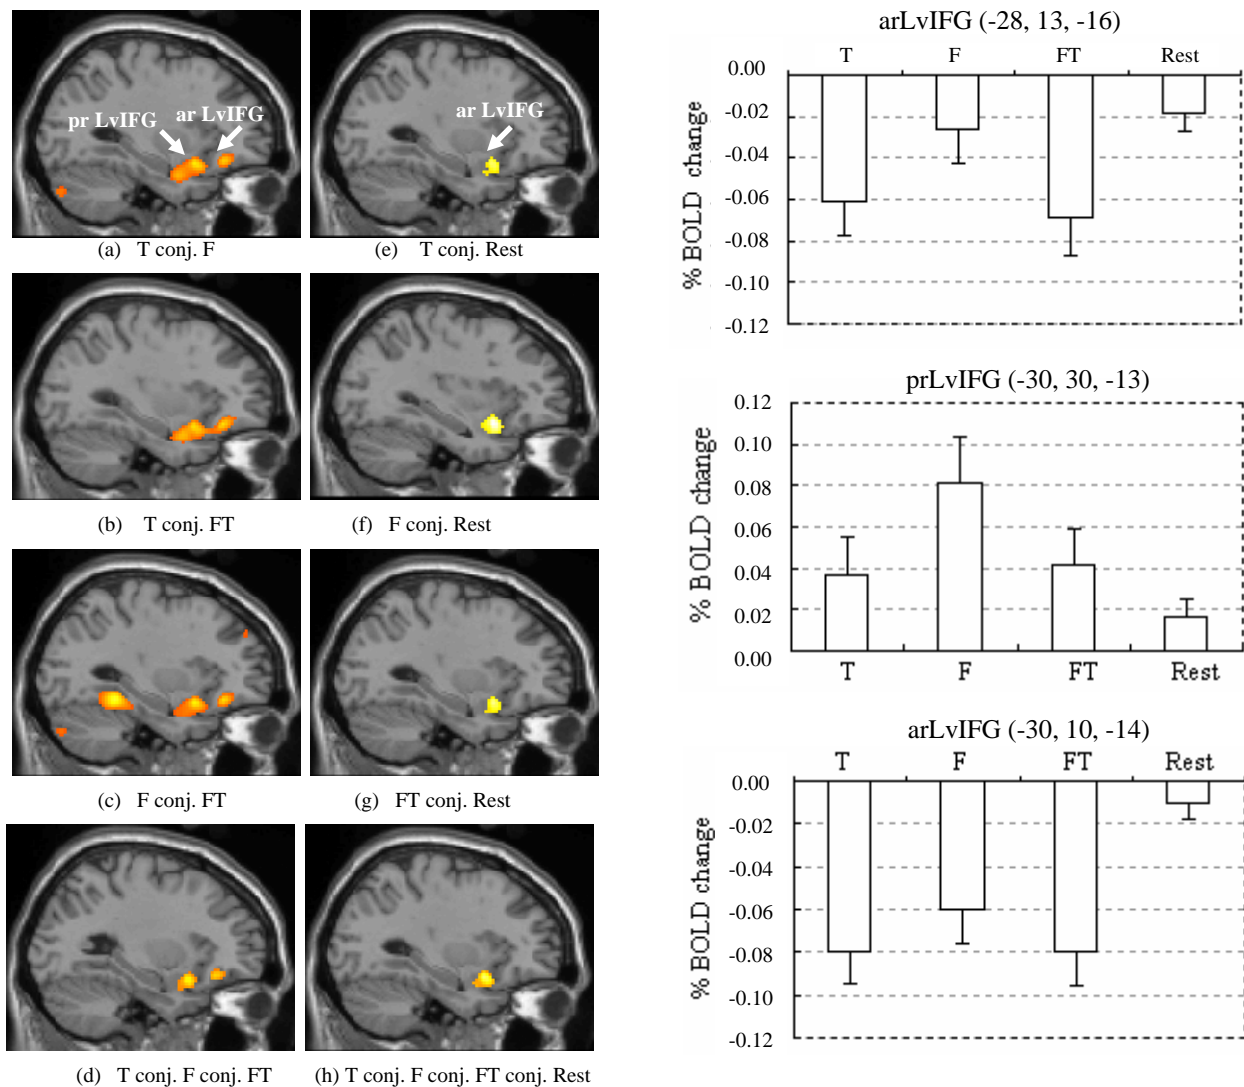 pr LvIFG
ar LvIFG
(a) T conj. F
ar LvIFG
(e) T conj. Rest
(b) T conj. FT
(f) F conj. Rest
(c) F conj. FT
(g) FT conj. Rest
(d) T conj. F conj. FT
(h) T conj. F conj. FT conj. Rest
arLvIFG (-28, 13, -16)
T F FT Rest
0.00
-0.02
-0.04
-0.06
-0.08
-0.10
-0.12
% BOLD change
prLvIFG (-30, 30, -13)
0.12
0.10
0.08
0.06
0.04
0.02
0.00
% BOLD change
T F FT Rest
arLvIFG (-30, 10, -14)
T F FT Rest
0.00
-0.02
-0.04
-0.06
-0.08
-0.10
-0.12
% BOLD change